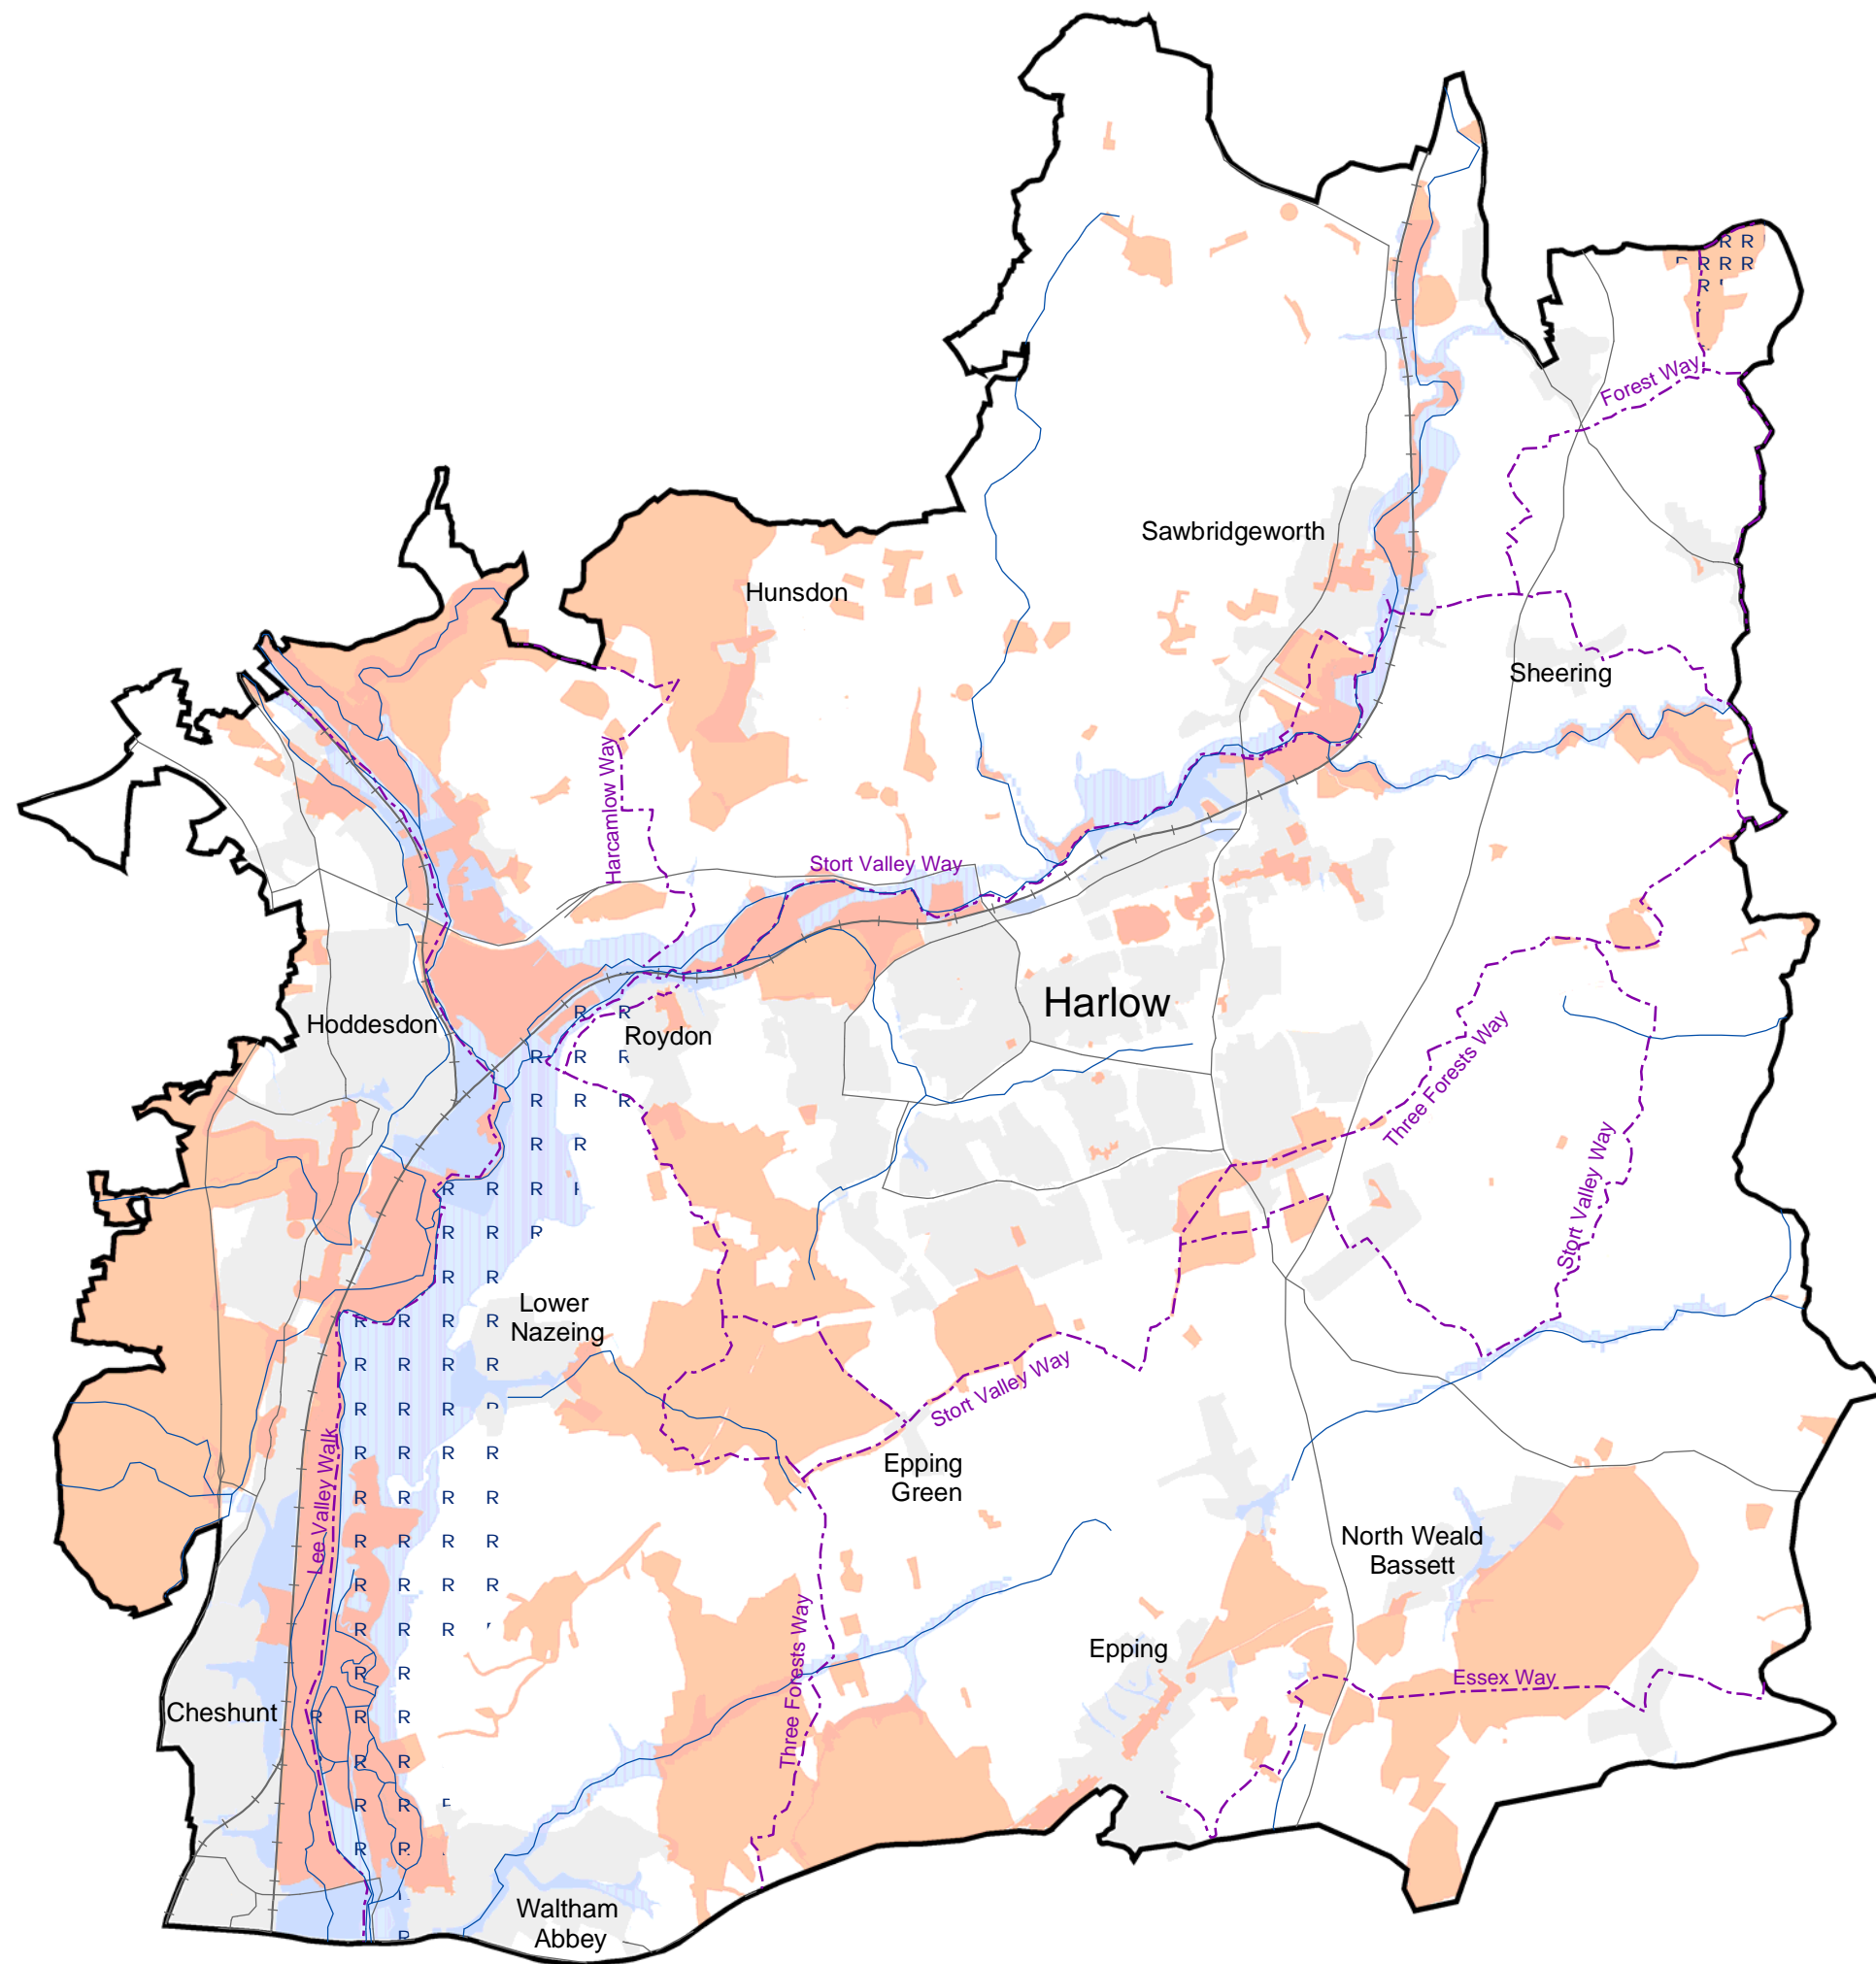 R R
R R R
R
Forest Way
Sawbridgeworth
Hunsdon
Sheering
Harcamlow Way
Stort Valley Way
Harlow
R R
Hoddesdon
Roydon
R R R
Three Forests Way
R R R
R R
Stort Valley Way
R R R
R R R
R R
Lower
Nazeing
R R R R
R R R R
Stort Valley Way
R R R
Lee Valley Walk
R R R R
Epping
Green
R R R R
R R R R
North Weald
Bassett
R R R R
Three Forests Way
R R R
Epping
R R
Essex Way
Cheshunt
R R R
R R
R R
R R
Waltham
Abbey
R